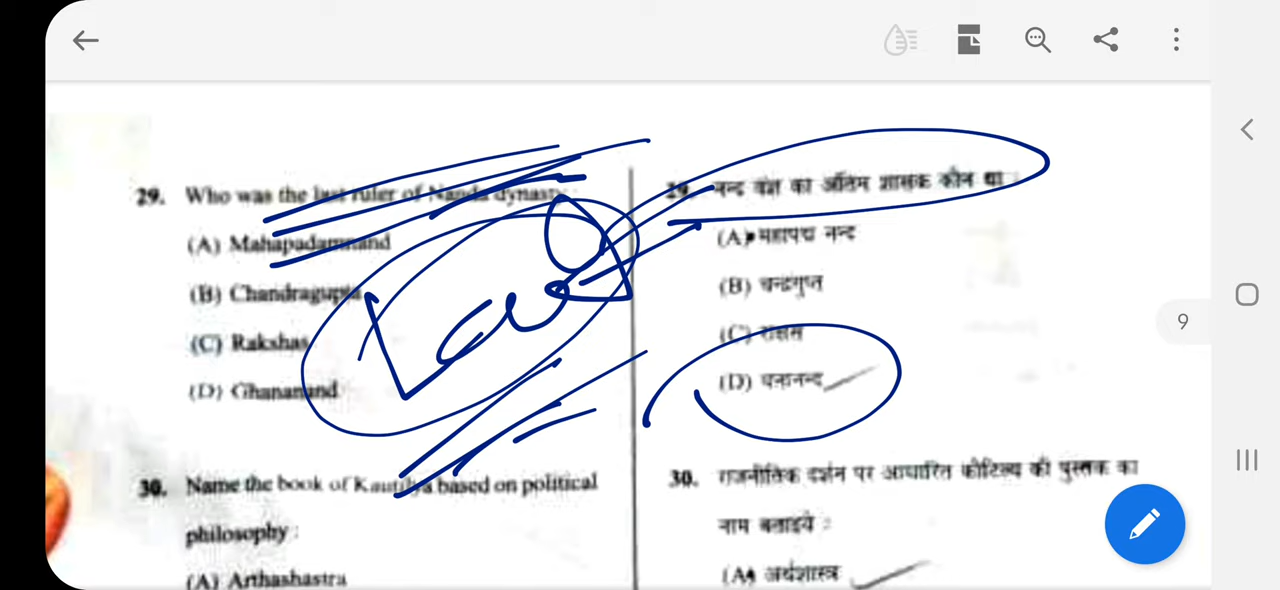 29. Who was the last ruler of Nanda dynasty :
(A) Mahapadamnand
(B) Chandragupta
(C) Rakshas
(D) Ghananand
30. Name the book of Kautilya based on political
philosophy :
(A) Arthashastra
29. नन्द वंश का अंतिम शासक कौन था
(A) महापद्म नन्द
(B) चन्द्रगुप्त
(C) राक्षस
(D) घनानन्द
30. राजनीतिक दर्शन पर आधारित कौटिल्य की पुस्तक का
नाम बताइये :
(A) अर्थशास्त्र
9